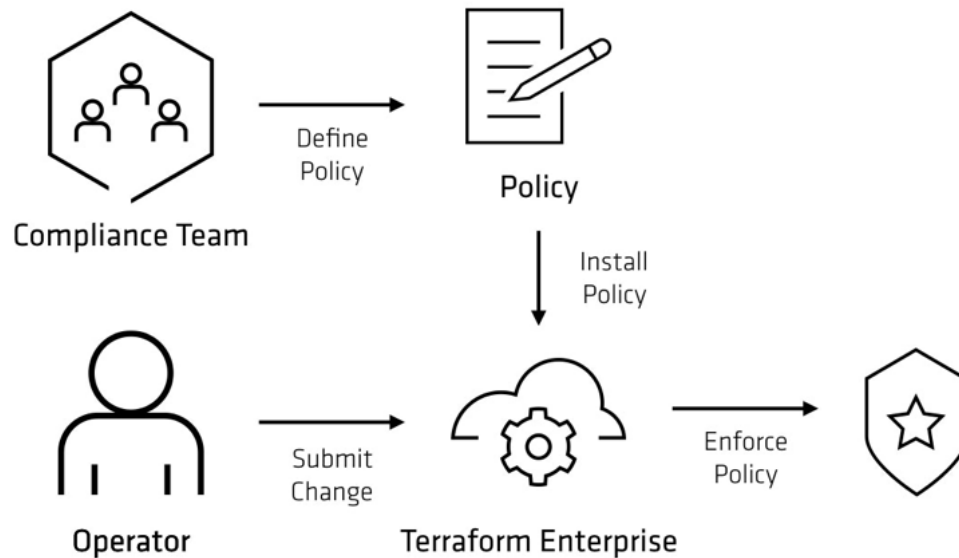 Define
Policy
Policy
Compliance Team
Install
Policy
Submit
Change
Enforce
Policy
Operator
Terraform Enterprise